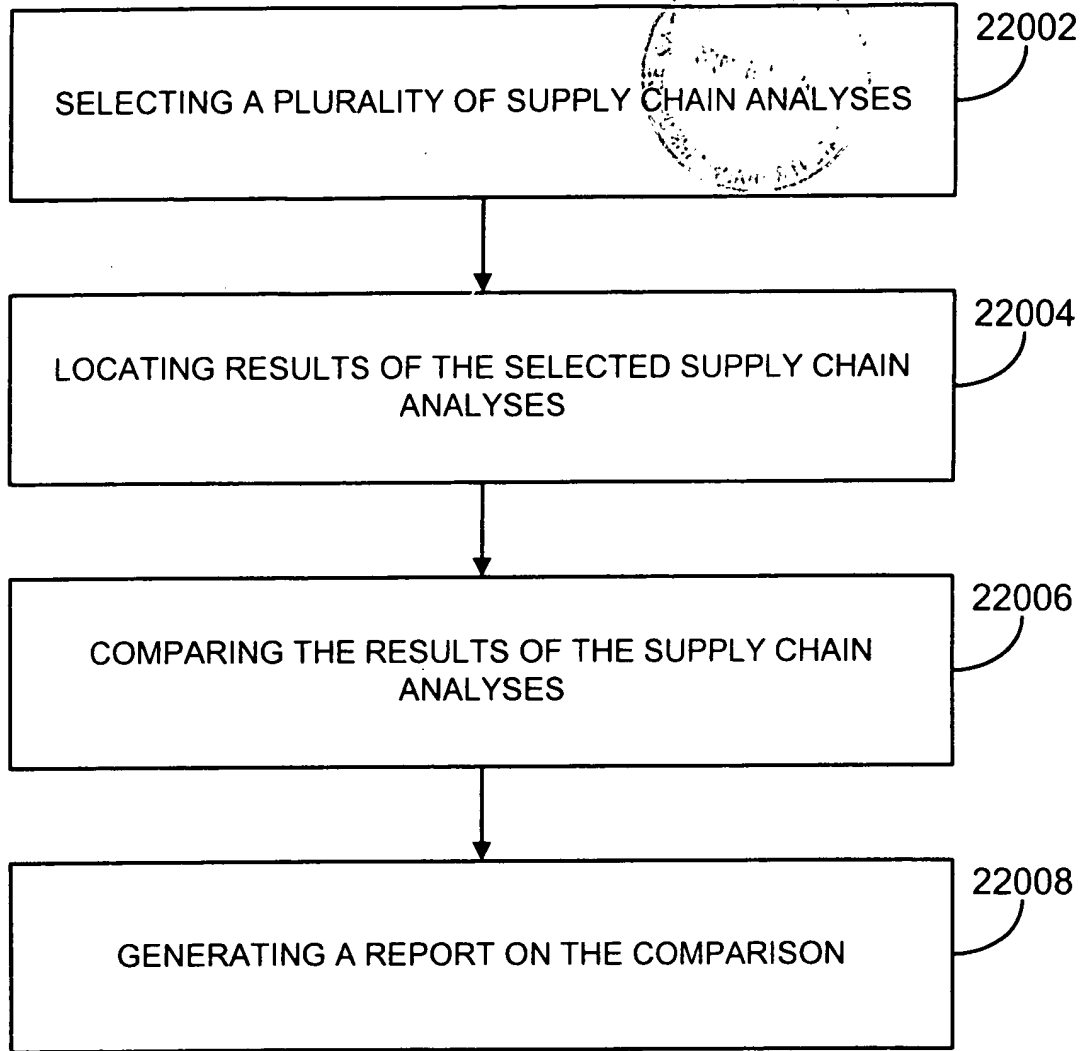 22002
SELECTING A PLURALITY OF SUPPLY CHAIN ANALYSES
22004
LOCATING RESULTS OF THE SELECTED SUPPLY CHAIN
ANALYSES
22006
COMPARING THE RESULTS OF THE SUPPLY CHAIN
ANALYSES
22008
GENERATING A REPORT ON THE COMPARISON